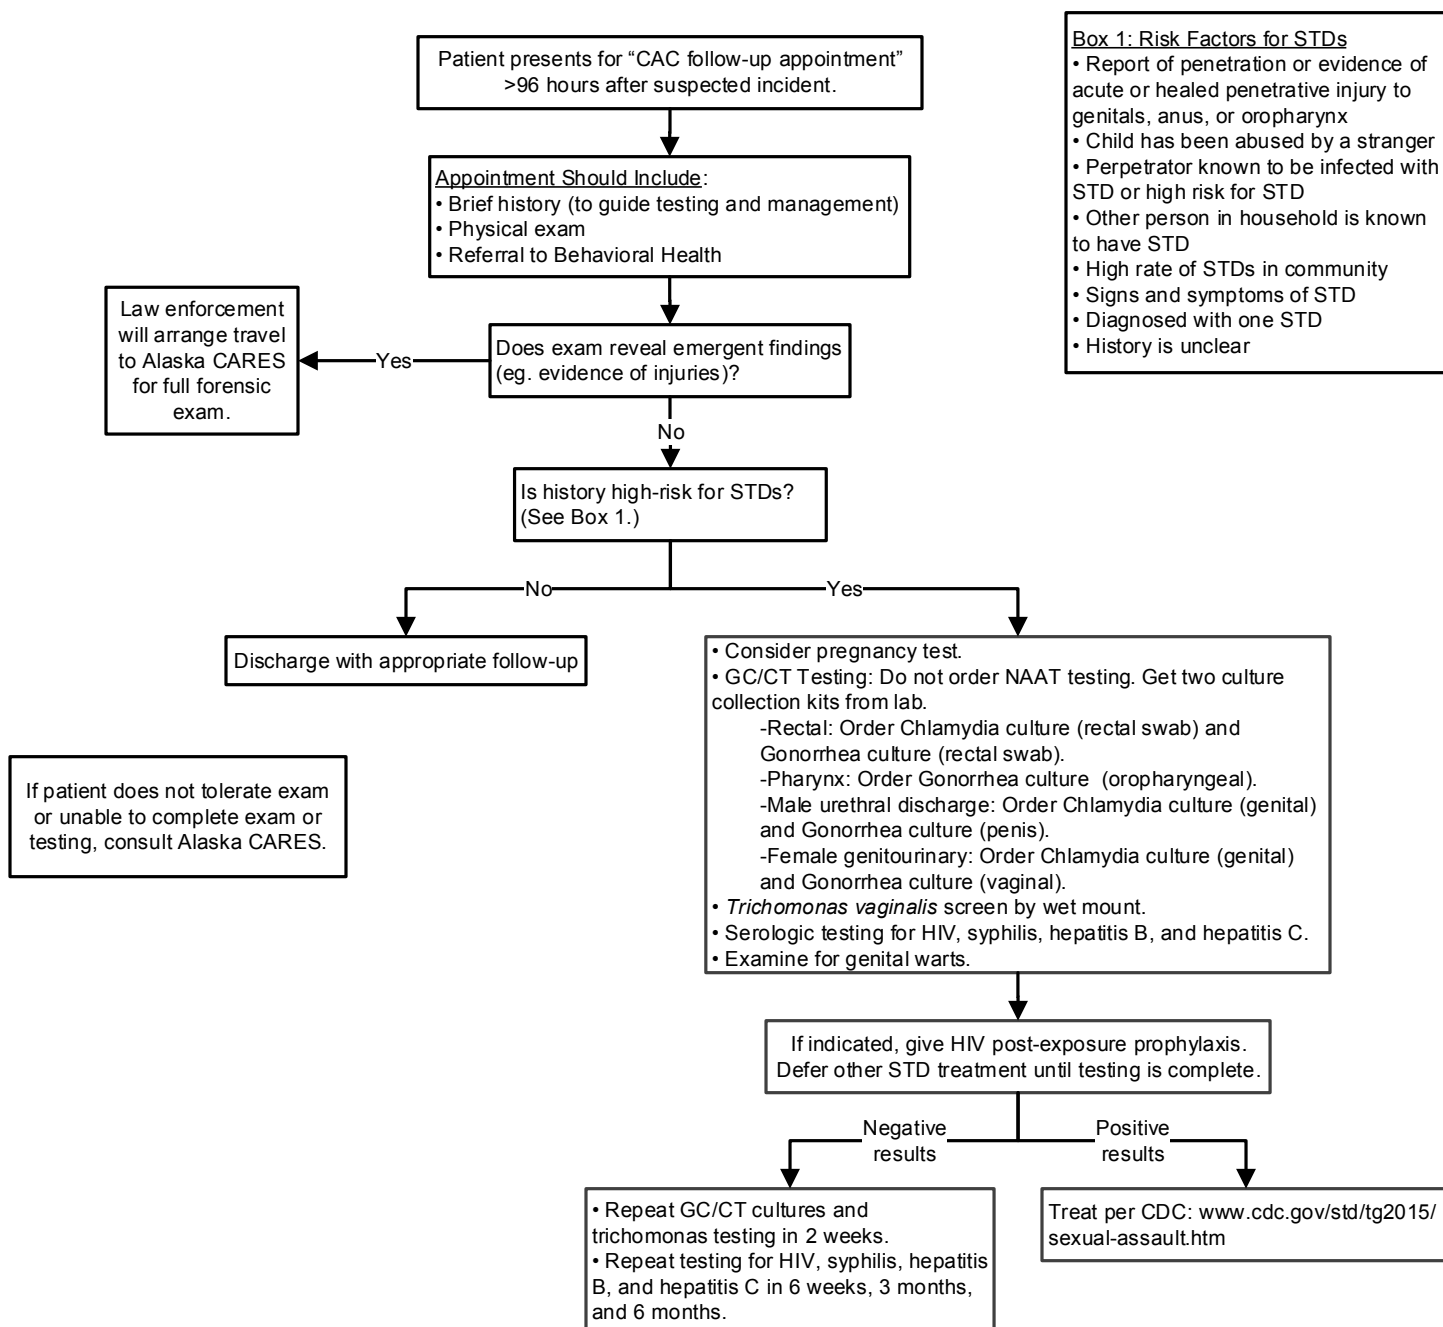 Patient presents for “CAC follow-up appointment”
>96 hours after suspected incident.
Box 1: Risk Factors for STDs
• Report of penetration or evidence of
acute or healed penetrative injury to
genitals, anus, or oropharynx
• Child has been abused by a stranger
• Perpetrator known to be infected with
STD or high risk for STD
• Other person in household is known
to have STD
• High rate of STDs in community
• Signs and symptoms of STD
• Diagnosed with one STD
• History is unclear
Appointment Should Include:
• Brief history (to guide testing and management)
• Physical exam
• Referral to Behavioral Health
Law enforcement
will arrange travel
to Alaska CARES
for full forensic
exam.
Yes
Does exam reveal emergent findings
(eg. evidence of injuries)?
No
Is history high-risk for STDs?
(See Box 1.)
No
Yes
Discharge with appropriate follow-up
• Consider pregnancy test.
• GC/CT Testing: Do not order NAAT testing. Get two culture
collection kits from lab.
-Rectal: Order Chlamydia culture (rectal swab) and
Gonorrhea culture (rectal swab).
-Pharynx: Order Gonorrhea culture (oropharyngeal).
-Male urethral discharge: Order Chlamydia culture (genital)
and Gonorrhea culture (penis).
-Female genitourinary: Order Chlamydia culture (genital)
and Gonorrhea culture (vaginal).
• Trichomonas vaginalis screen by wet mount.
• Serologic testing for HIV, syphilis, hepatitis B, and hepatitis C.
• Examine for genital warts.
If patient does not tolerate exam
or unable to complete exam or
testing, consult Alaska CARES.
If indicated, give HIV post-exposure prophylaxis.
Defer other STD treatment until testing is complete.
Negative
results
Positive
results
• Repeat GC/CT cultures and
trichomonas testing in 2 weeks.
• Repeat testing for HIV, syphilis, hepatitis
B, and hepatitis C in 6 weeks, 3 months,
and 6 months.
Treat per CDC: www.cdc.gov/std/tg2015/
sexual-assault.htm